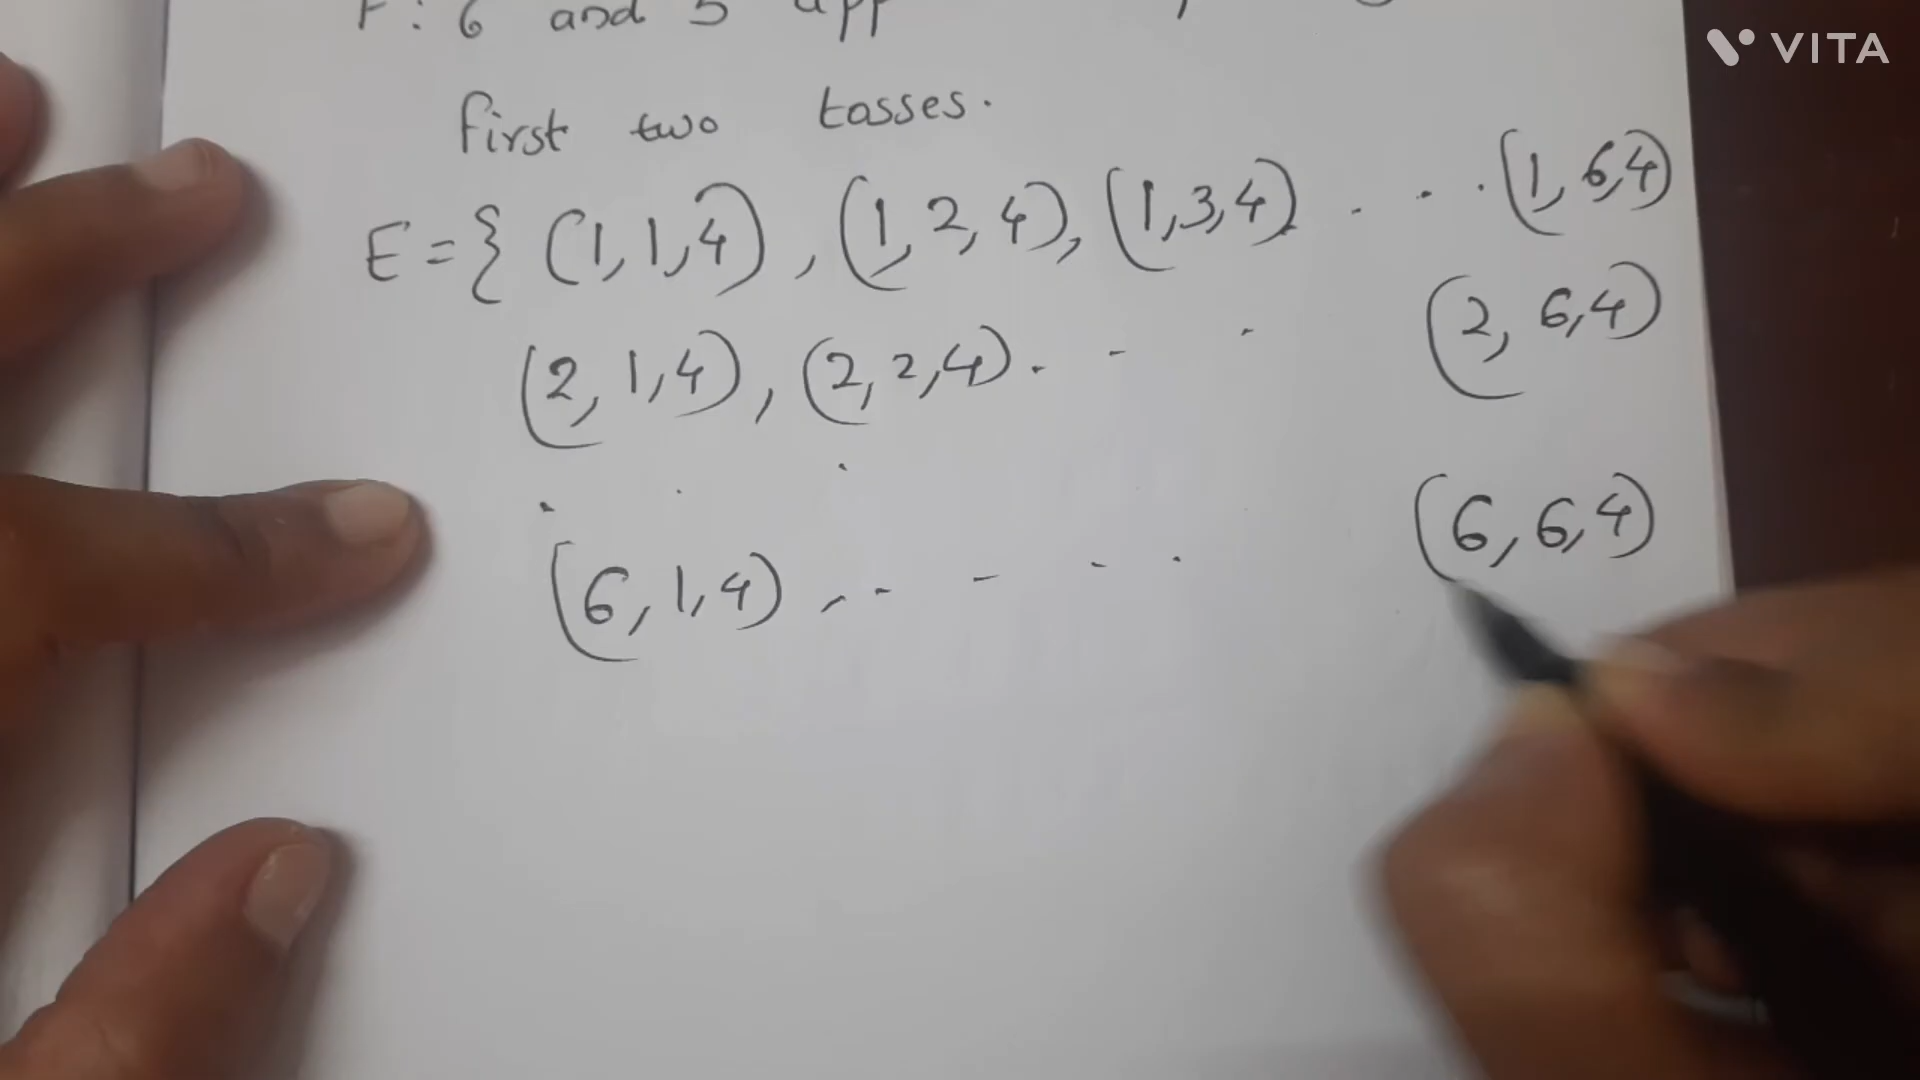 VITA
F : 6 and 5
first two tosses.
E = { (1,1,4) , (1,2,4), (1,3,4) . . . (1,6,4)
(2,1,4) , (2,2,4) . - . (2,6,4)
. . .
(6,1,4) , - - - - . (6,6,4)